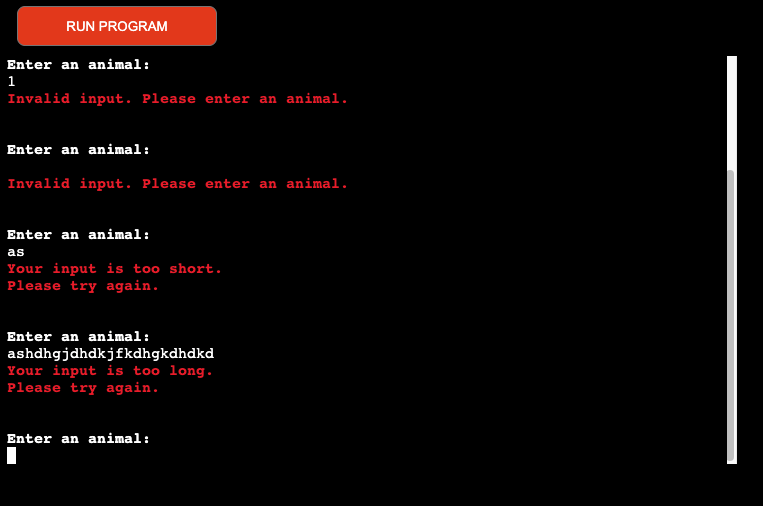 RUN PROGRAM
Enter an animal:
1
Invalid input. Please enter an animal.
Enter an animal:
Invalid input. Please enter an animal.
Enter an animal:
as
Your input is too short.
Please try again.
Enter an animal:
ashdhgjdhdkjfkdhgkdhdkd
Your input is too long.
Please try again.
Enter an animal: